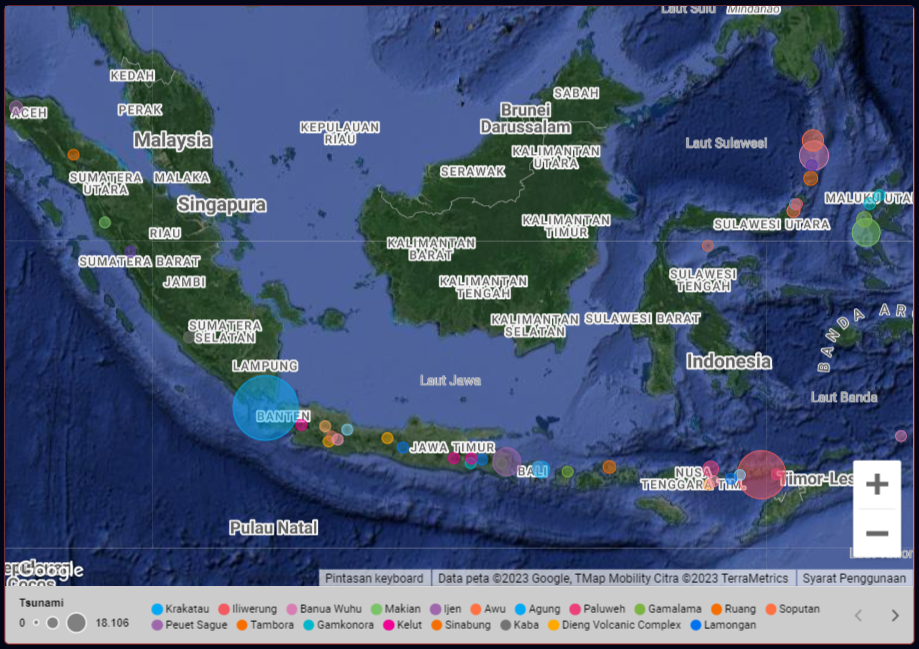 Laut Sulu
Mindanao
KEDAH
ACEH
PERAK
SABAH
Malaysia
Brunei
Darussalam
KEPULAUAN
RIAU
Laut Sulawesi
KALIMANTAN
UTARA
SERAWAK
SUMATERA
UTARA
MALAKA
MALUKU UTA
Singapura
KALIMANTAN
TIMUR
SULAWESI UTARA
RIAU
KALIMANTAN
BARAT
SUMATERA BARAT
JAMBI
SULAWESI
TENGAH
KALIMANTAN
TENGAH
BANDA AR
KALIMANTAN
SELATAN
SULAWESI BARAT
SUMATERA
SELATAN
Indonesia
LAMPUNG
Laut Jawa
Laut Banda
BANTEN
JAWA TIMUR
BALI
NUSA
TENGGARA TIM.
Timor-Les
Pulau Natal
Google
Cocos
Pintasan keyboard
Data peta ©2023 Google, TMap Mobility Citra ©2023 TerraMetrics
Syarat Penggunaan
Tsunami
0 18.106
Krakatau Iliwerung Banua Wuhu Makian Ijen Awu Agung Paluweh Gamalama Ruang Soputan
Peuet Sague Tambora Gamkonora Kelut Sinabung Kaba Dieng Volcanic Complex Lamongan